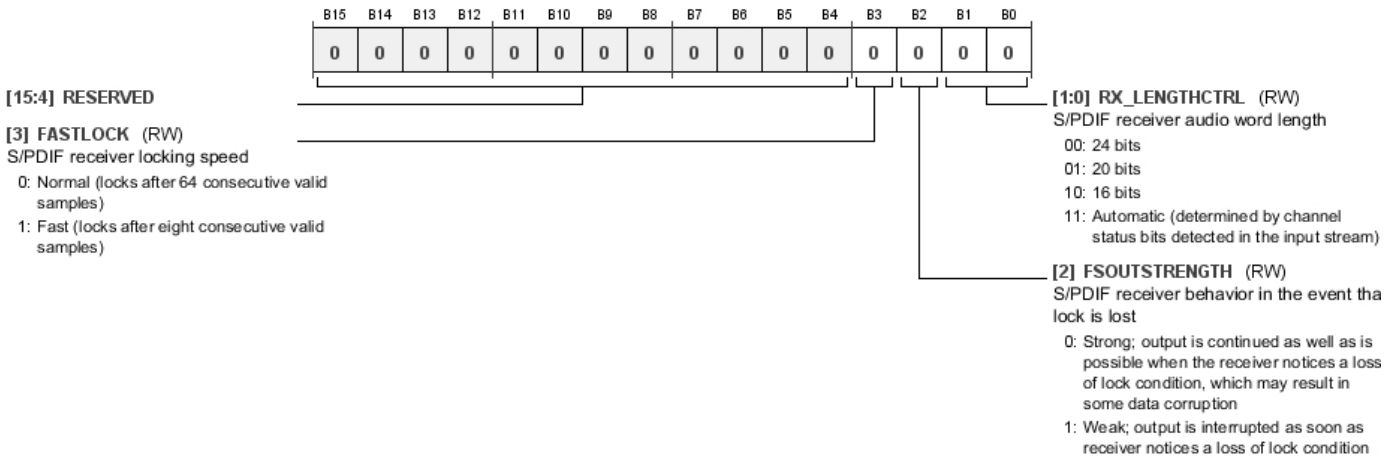 B15 B14 B13 B12 B11 B10 B9 B8 B7 B6 B5 B4 B3 B2 B1 B0
0 0 0 0 0 0 0 0 0 0 0 0 0 0 0 0
[15:4] RESERVED
[3] FASTLOCK (RW)
S/PDIF receiver locking speed
0: Normal (locks after 64 consecutive valid
samples)
1: Fast (locks after eight consecutive valid
samples)
[1:0] RX_LENGTHCTRL (RW)
S/PDIF receiver audio word length
00: 24 bits
01: 20 bits
10: 16 bits
11: Automatic (determined by channel
status bits detected in the input stream)
[2] FSOUTSTRENGTH (RW)
S/PDIF receiver behavior in the event tha
lock is lost
0: Strong; output is continued as well as is
possible when the receiver notices a loss
of lock condition, which may result in
some data corruption
1: Weak; output is interrupted as soon as
receiver notices a loss of lock condition